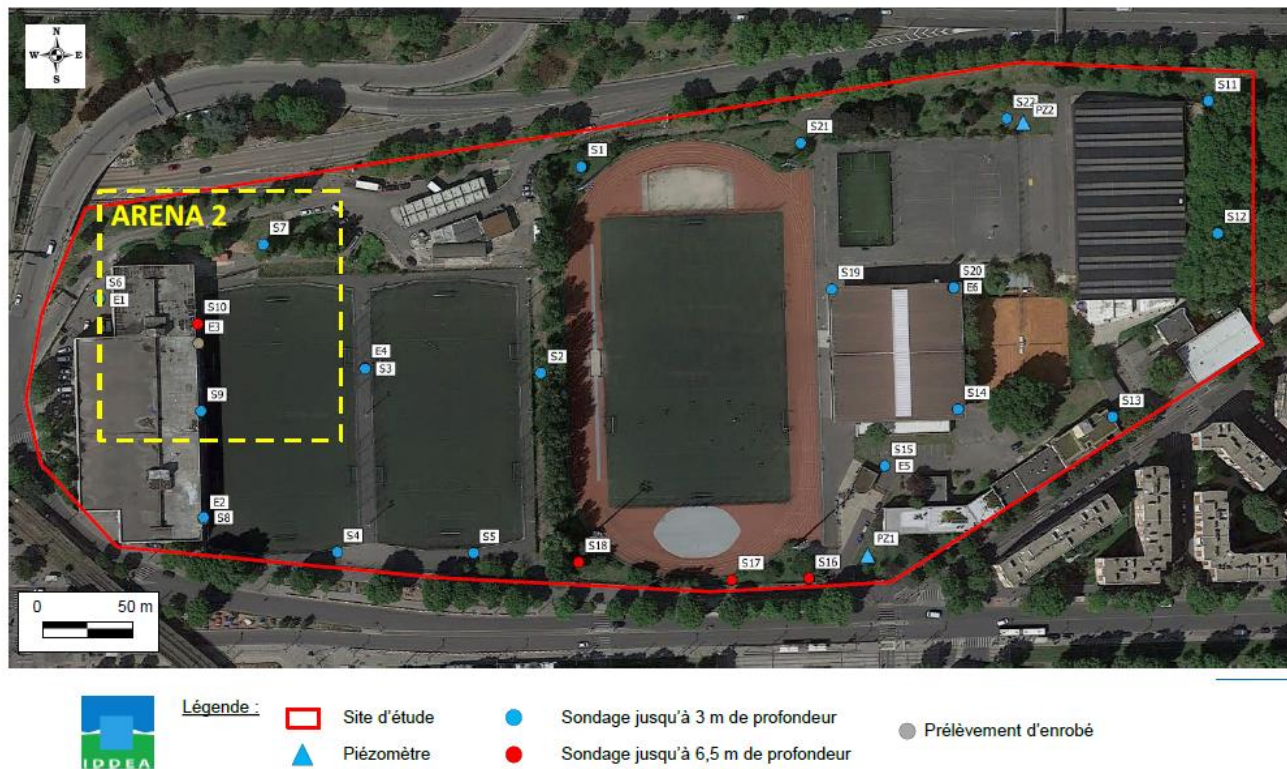 N
W E
S
S11
S22
PZ2
S21
S1
ARENA 2
S7
S12
S6
E1
S10
E3
S19
S20
E6
E4
S3
S2
S9
S14
S13
S15
E5
E2
S8
S4
S5
S18
PZ1
S17
S16
0 50 m
Légende :
Site d'étude
Sondage jusqu'à 3 m de profondeur
Prélèvement d'enrobé
Piézomètre
Sondage jusqu'à 6,5 m de profondeur
IDDEA